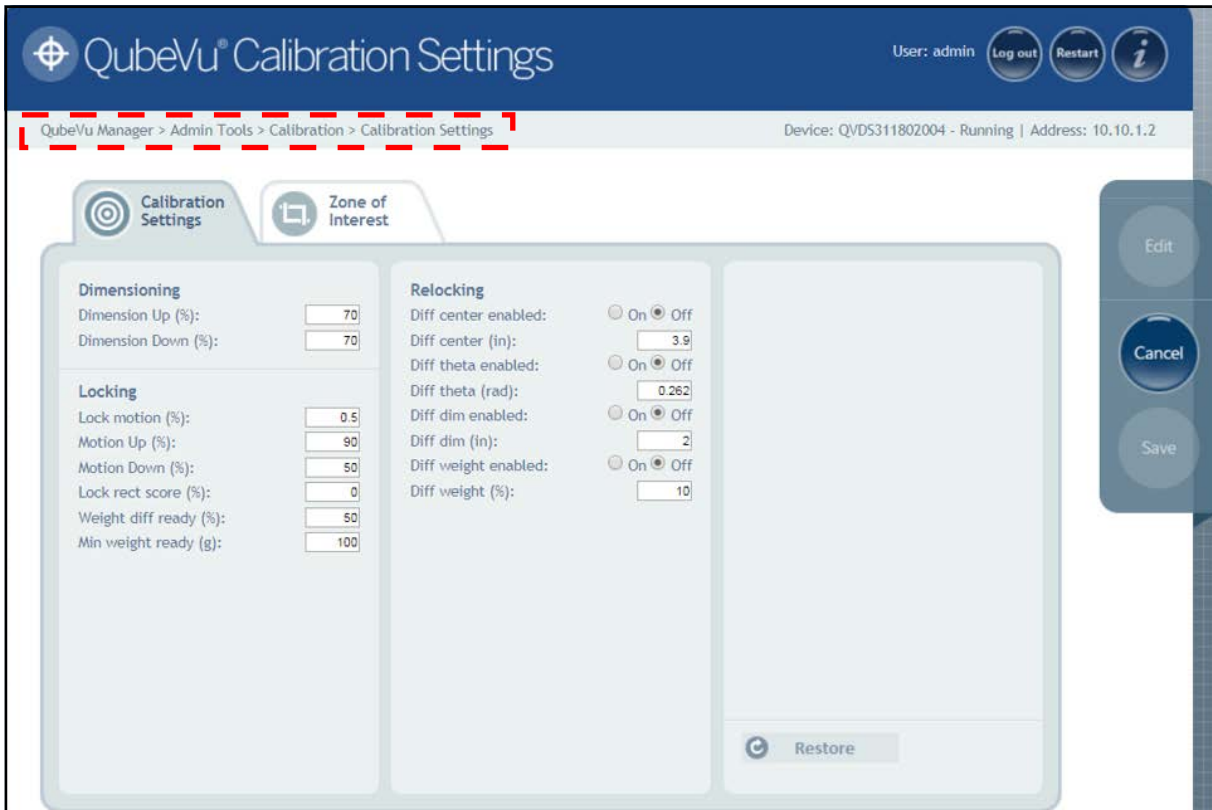 QubeVu® Calibration Settings
User: admin
Log out
Restart
i
QubeVu Manager > Admin Tools > Calibration > Calibration Settings
Device: QVDS311802004 - Running | Address: 10.10.1.2
Calibration
Settings
Zone of
Interest
Edit
Cancel
Save
Dimensioning
Dimension Up (%): 70
Dimension Down (%): 70
Locking
Lock motion (%): 0.5
Motion Up (%): 90
Motion Down (%): 50
Lock rect score (%): 0
Weight diff ready (%): 50
Min weight ready (g): 100
Relocking
Diff center enabled: On Off
Diff center (in): 3.9
Diff theta enabled: On Off
Diff theta (rad): 0.262
Diff dim enabled: On Off
Diff dim (in): 2
Diff weight enabled: On Off
Diff weight (%): 10
Restore